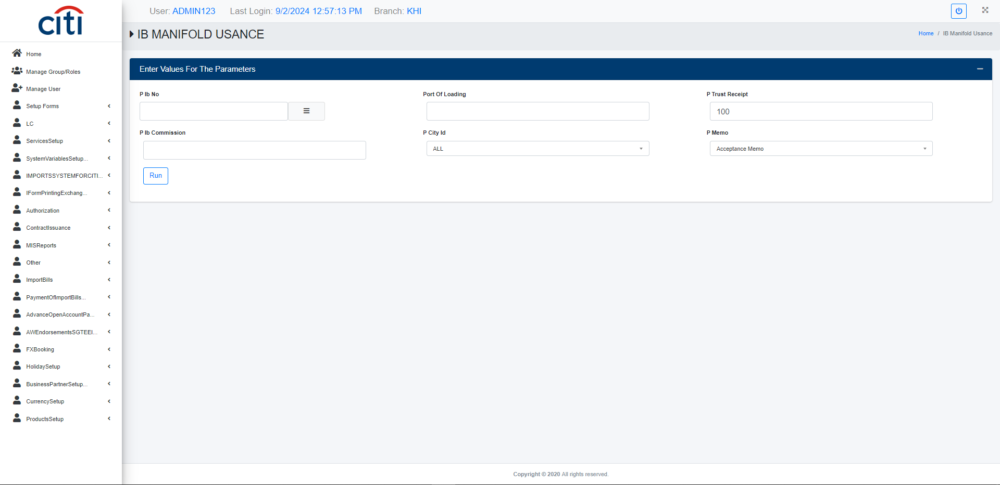 citi
User: ADMIN123 Last Login: 9/2/2024 12:57:13 PM Branch: KHI
IB MANIFOLD USANCE
Home / IB Manifold Usance
Home
Manage Group/Roles
Manage User
Setup Forms
LC
ServicesSetup
SystemVariablesSetup...
IMPORTSSYSTEMFORCITI...
IFormPrintingExchang...
Authorization
ContractIssuance
MISReports
Other
ImportBills
PaymentOfImportBills...
AdvanceOpenAccountPa...
AWEndorsementsSGTEEI...
FXBooking
HolidaySetup
BusinessPartnerSetup...
CurrencySetup
ProductsSetup
Enter Values For The Parameters
P Ib No
Port Of Loading
P Trust Receipt
100
P Ib Commission
P City Id
ALL
P Memo
Acceptance Memo
Run
Copyright © 2020 All rights reserved.